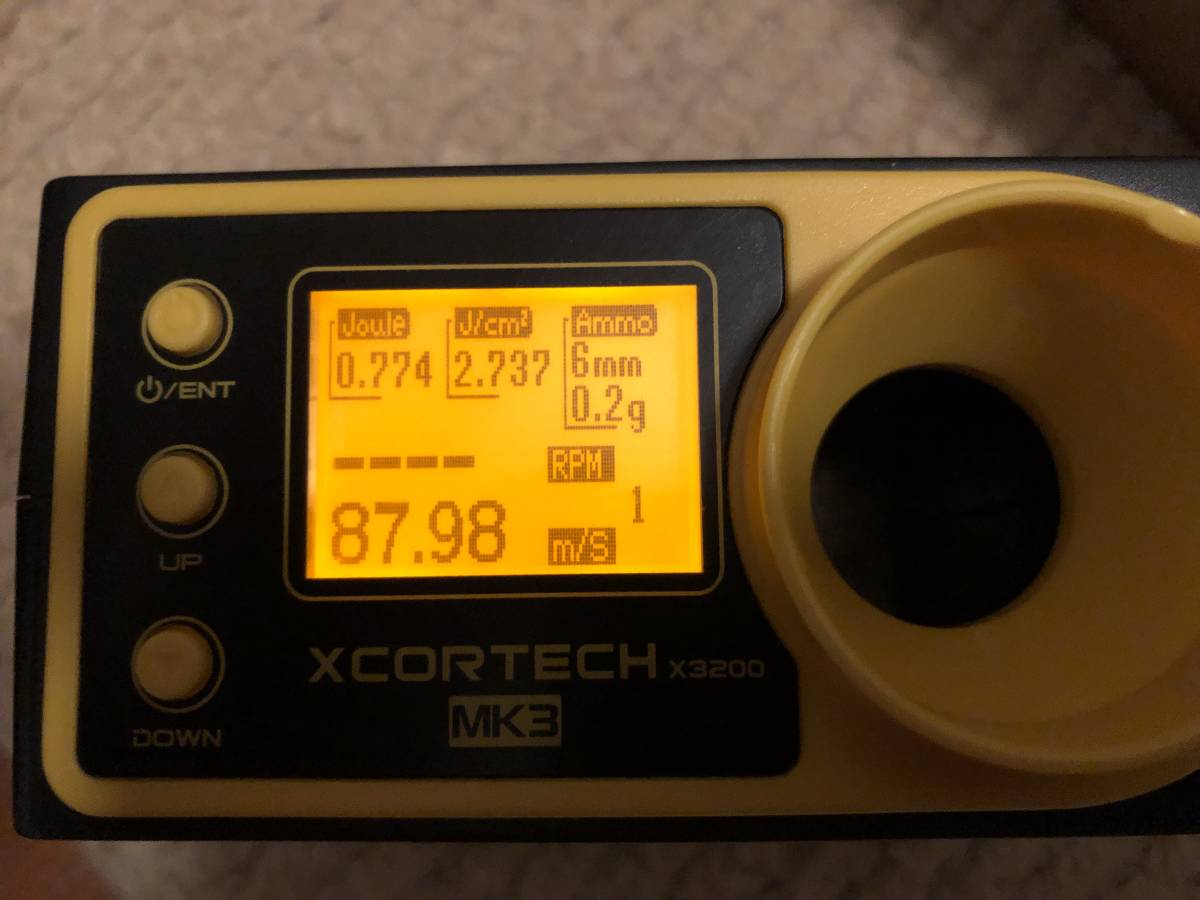 Joule J/cm² Ammo
0.774 2.737 6mm
0.2g
---- RPM
1
87.98 m/S
⏻/ENT
UP
DOWN
XCORTECH X3200
MK3